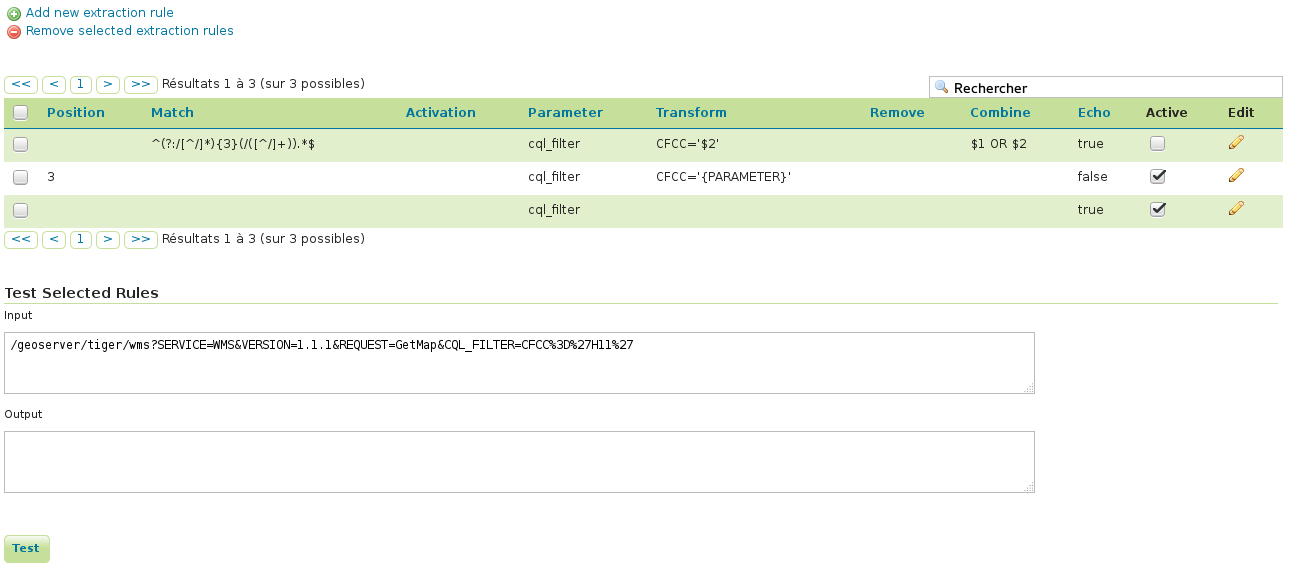 Add new extraction rule
Remove selected extraction rules
<< < 1 > >> Résultats 1 à 3 (sur 3 possibles)
Rechercher
Position Match Activation Parameter Transform Remove Combine Echo Active Edit
^(?:/[^/]*){3}(/([^/]+)).*$ cql_filter CFCC='$2' $1 OR $2 true
3 cql_filter CFCC='{PARAMETER}' false
cql_filter true
<< < 1 > >> Résultats 1 à 3 (sur 3 possibles)
Test Selected Rules
Input
/geoserver/tiger/wms?SERVICE=WMS&VERSION=1.1.1&REQUEST=GetMap&CQL_FILTER=CFCC%3D%27H11%27
Output
Test